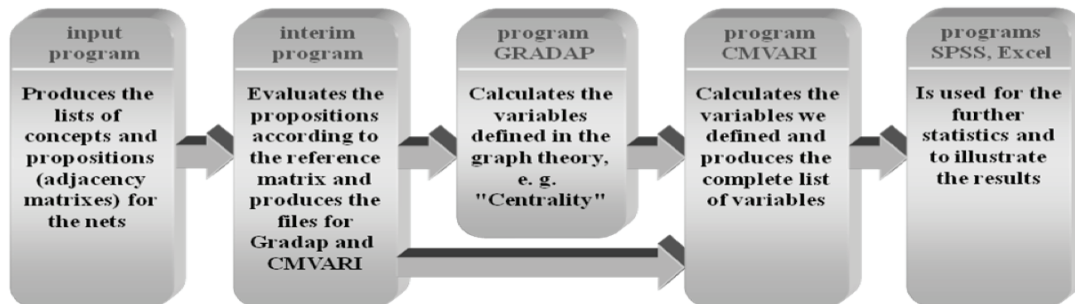 input
program
Produces the
lists of
concepts and
propositions
(adjacency
matrixes) for
the nets
interim
program
Evaluates the
propositions
according to
the reference
matrix and
produces the
files for
Gradap and
CMVARI
program
GRADAP
Calculates the
variables
defined in the
graph theory,
e. g.
"Centrality"
program
CMVARI
Calculates the
variables we
defined and
produces the
complete list
of variables
programs
SPSS, Excel
Is used for the
further
statistics and
to illustrate
the results